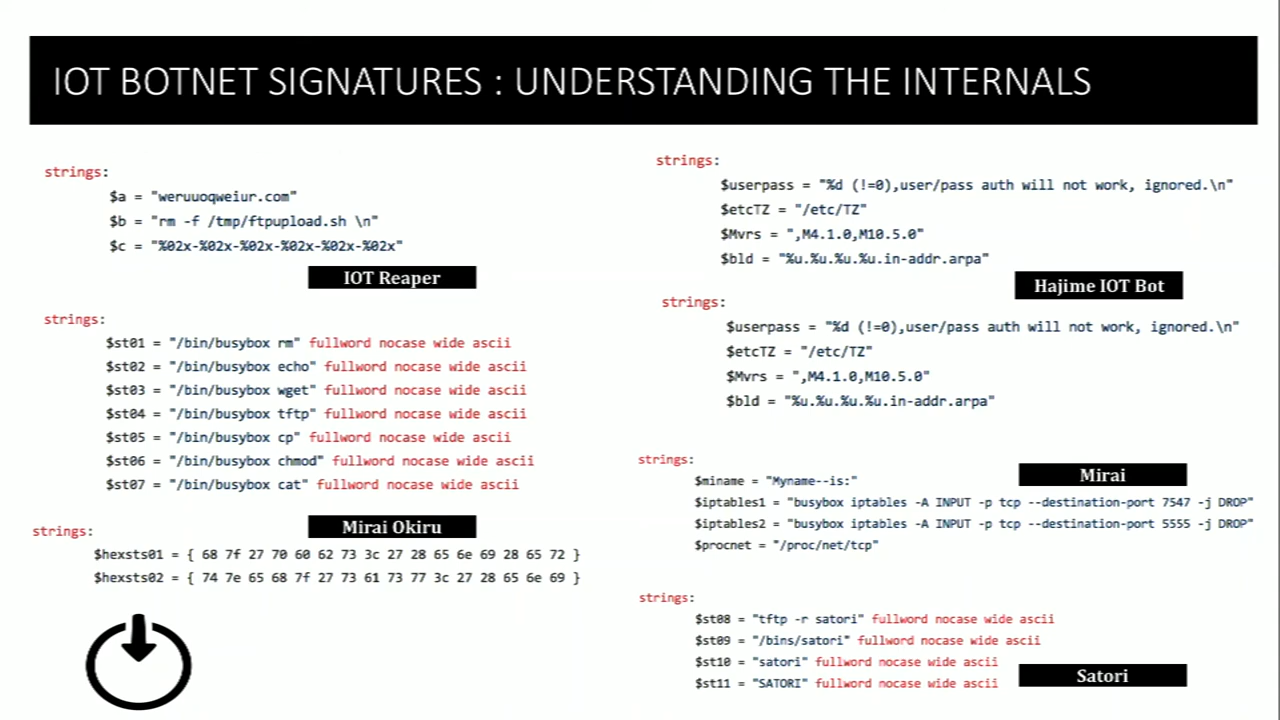 IOT BOTNET SIGNATURES : UNDERSTANDING THE INTERNALS
strings:
$a = "weruuoqweiur.com"
$b = "rm -f /tmp/ftpupload.sh \n"
$c = "%02x-%02x-%02x-%02x-%02x-%02x"
IOT Reaper
strings:
$st01 = "/bin/busybox rm" fullword nocase wide ascii
$st02 = "/bin/busybox echo" fullword nocase wide ascii
$st03 = "/bin/busybox wget" fullword nocase wide ascii
$st04 = "/bin/busybox tftp" fullword nocase wide ascii
$st05 = "/bin/busybox cp" fullword nocase wide ascii
$st06 = "/bin/busybox chmod" fullword nocase wide ascii
$st07 = "/bin/busybox cat" fullword nocase wide ascii
Mirai Okiru
strings:
$hexsts01 = { 68 7f 27 70 60 62 73 3c 27 28 65 6e 69 28 65 72 }
$hexsts02 = { 74 7e 65 68 7f 27 73 61 73 77 3c 27 28 65 6e 69 }
strings:
$userpass = "%d (!=0),user/pass auth will not work, ignored.\n"
$etcTZ = "/etc/TZ"
$Mvrs = ",M4.1.0,M10.5.0"
$bld = "%u.%u.%u.%u.in-addr.arpa"
Hajime IOT Bot
strings:
$userpass = "%d (!=0),user/pass auth will not work, ignored.\n"
$etcTZ = "/etc/TZ"
$Mvrs = ",M4.1.0,M10.5.0"
$bld = "%u.%u.%u.%u.in-addr.arpa"
strings:
Mirai
$miname = "Myname--is:"
$iptables1 = "busybox iptables -A INPUT -p tcp --destination-port 7547 -j DROP"
$iptables2 = "busybox iptables -A INPUT -p tcp --destination-port 5555 -j DROP"
$procnet = "/proc/net/tcp"
strings:
$st08 = "tftp -r satori" fullword nocase wide ascii
$st09 = "/bins/satori" fullword nocase wide ascii
$st10 = "satori" fullword nocase wide ascii
$st11 = "SATORI" fullword nocase wide ascii
Satori